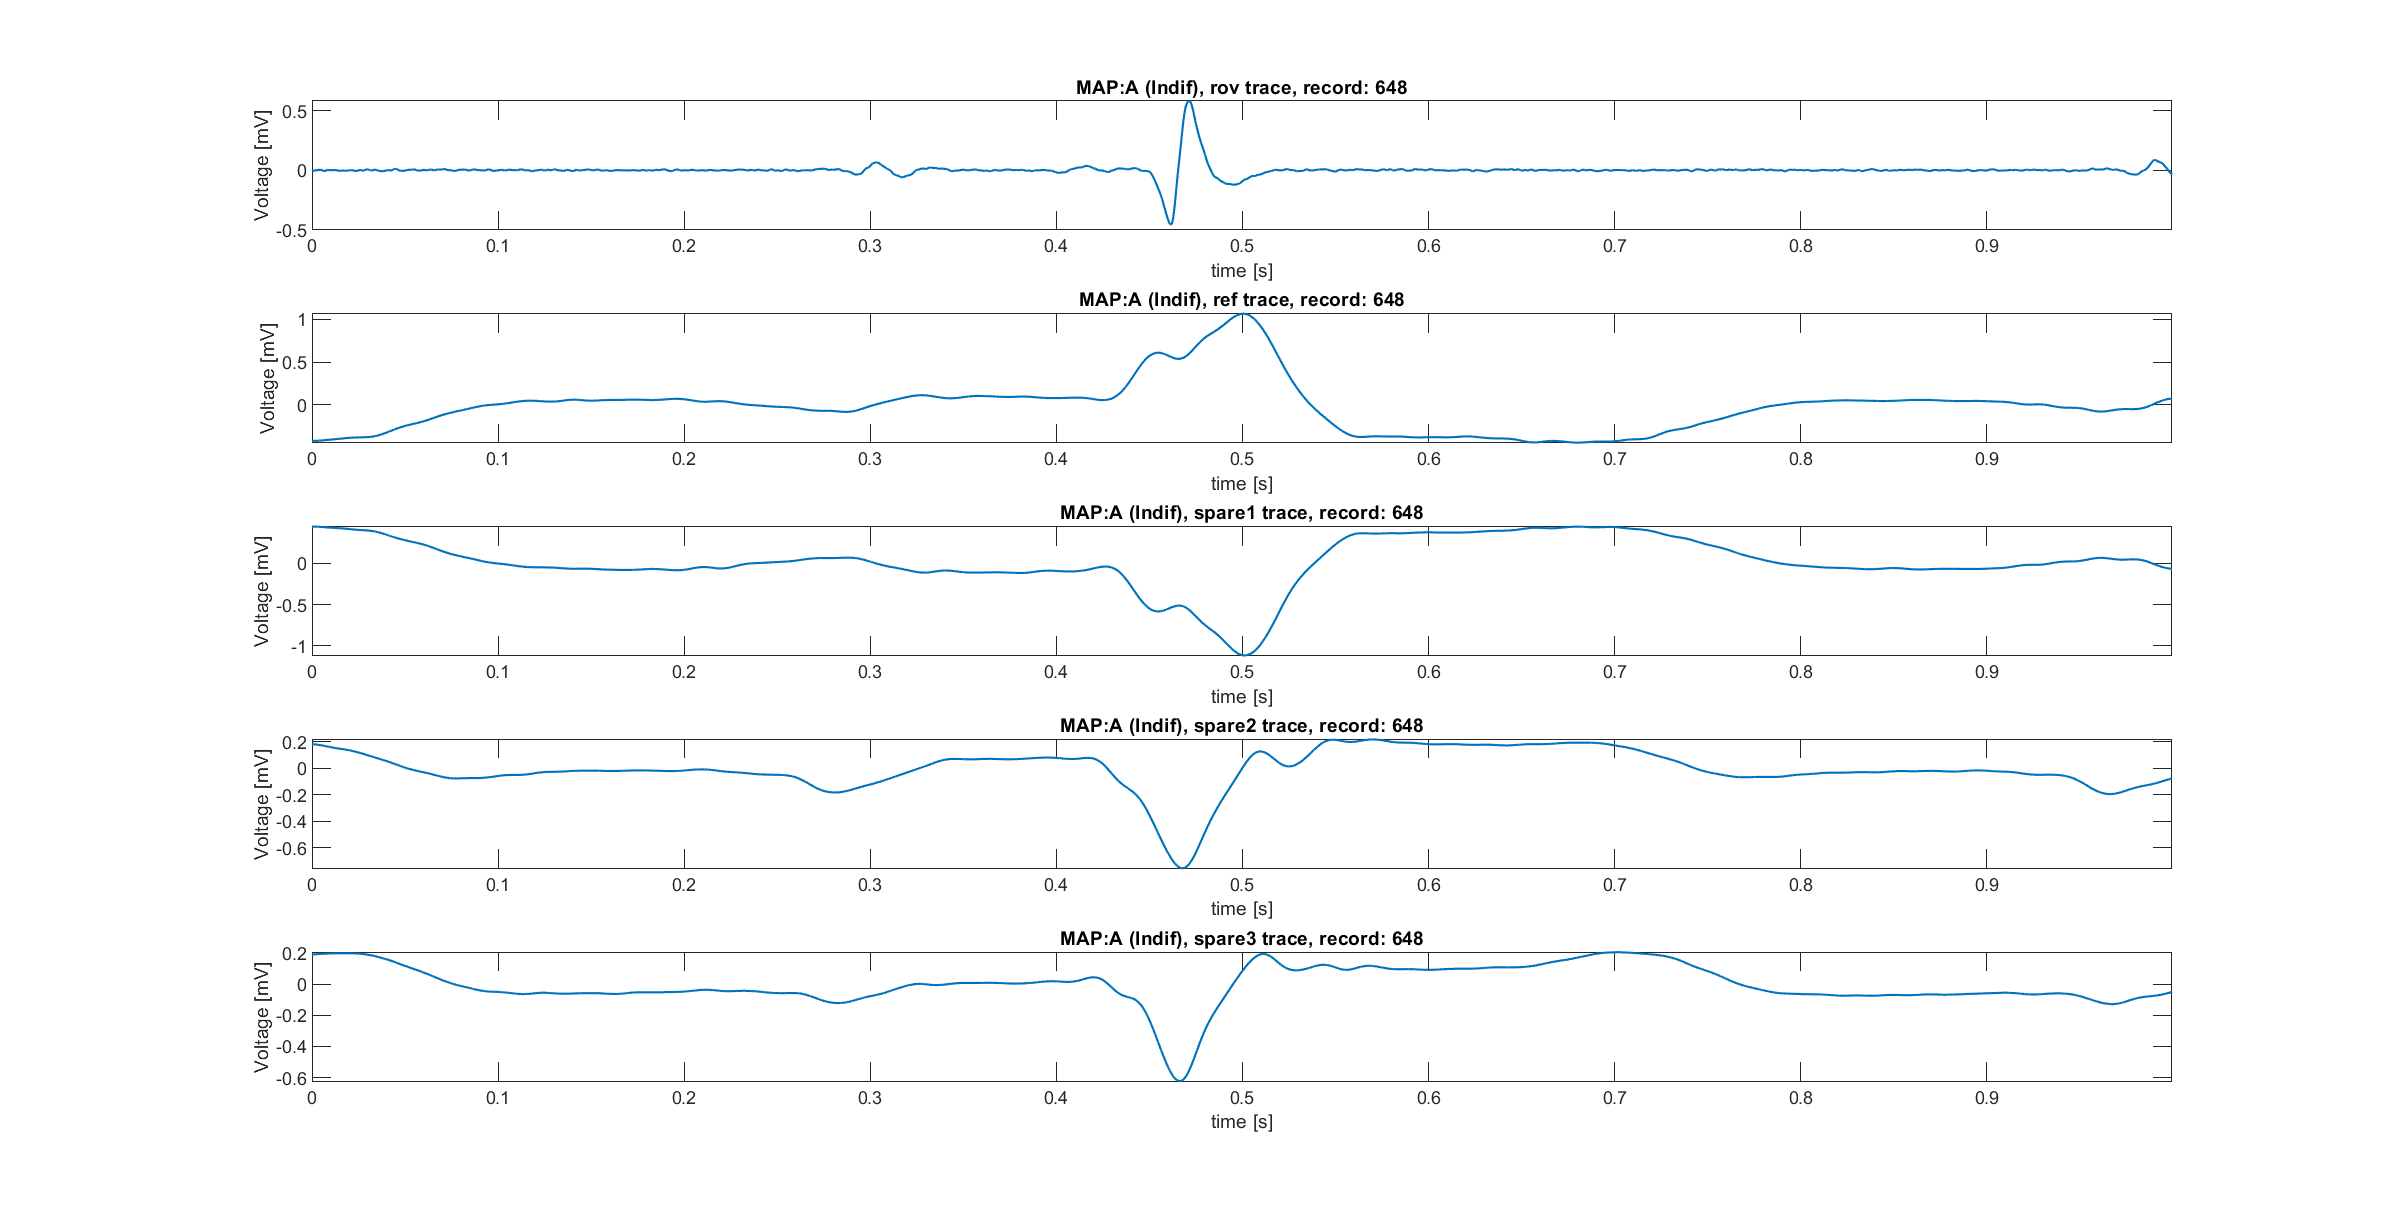 MAP:A (Indif), rov trace, record: 648
Voltage [mV]
0.5
0
-0.5
0 0.1 0.2 0.3 0.4 0.5 0.6 0.7 0.8 0.9
time [s]
MAP:A (Indif), ref trace, record: 648
Voltage [mV]
1
0.5
0
0 0.1 0.2 0.3 0.4 0.5 0.6 0.7 0.8 0.9
time [s]
MAP:A (Indif), spare1 trace, record: 648
Voltage [mV]
0
-0.5
-1
0 0.1 0.2 0.3 0.4 0.5 0.6 0.7 0.8 0.9
time [s]
MAP:A (Indif), spare2 trace, record: 648
Voltage [mV]
0.2
0
-0.2
-0.4
-0.6
0 0.1 0.2 0.3 0.4 0.5 0.6 0.7 0.8 0.9
time [s]
MAP:A (Indif), spare3 trace, record: 648
Voltage [mV]
0.2
0
-0.2
-0.4
-0.6
0 0.1 0.2 0.3 0.4 0.5 0.6 0.7 0.8 0.9
time [s]